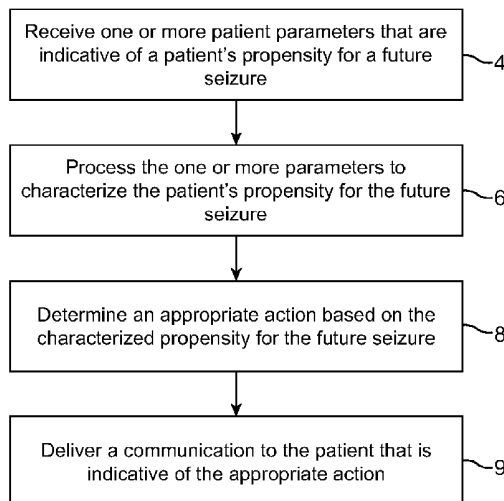 Receive one or more patient parameters that are
indicative of a patient's propensity for a future
seizure
4
Process the one or more parameters to
characterize the patient's propensity for the future
seizure
6
Determine an appropriate action based on the
characterized propensity for the future seizure
8
Deliver a communication to the patient that is
indicative of the appropriate action
9